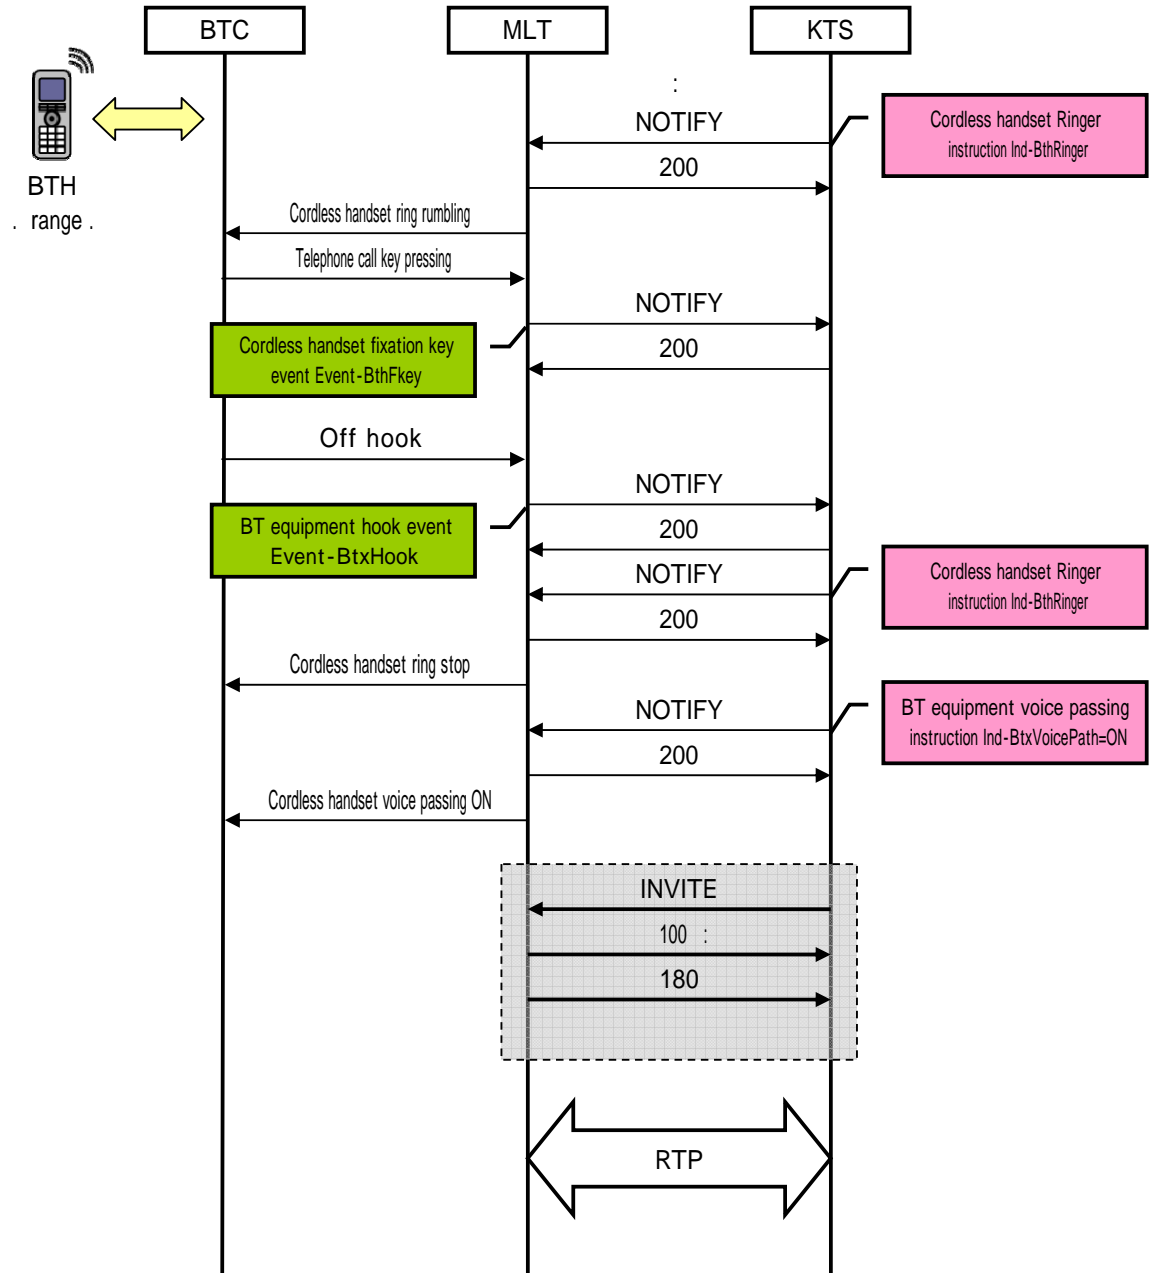 BTC
MLT
KTS
:
NOTIFY
Cordless handset Ringer
instruction Ind-BthRinger
200
BTH
. range .
Cordless handset ring rumbling
Telephone call key pressing
NOTIFY
Cordless handset fixation key
event Event-BthFkey
200
Off hook
NOTIFY
BT equipment hook event
Event-BtxHook
200
NOTIFY
Cordless handset Ringer
instruction Ind-BthRinger
200
Cordless handset ring stop
NOTIFY
BT equipment voice passing
instruction Ind-BtxVoicePath=ON
200
Cordless handset voice passing ON
INVITE
100 :
180
RTP